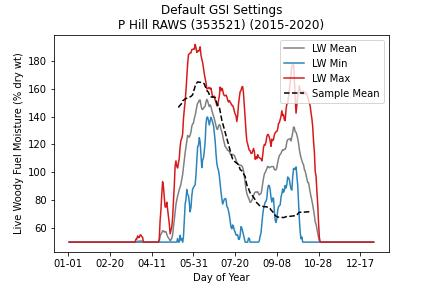 Default GSI Settings
P Hill RAWS (353521) (2015-2020)
Live Woody Fuel Moisture (% dry wt)
180
160
140
120
100
80
60
LW Mean
LW Min
LW Max
Sample Mean
01-01 02-20 04-11 05-31 07-20 09-08 10-28 12-17
Day of Year